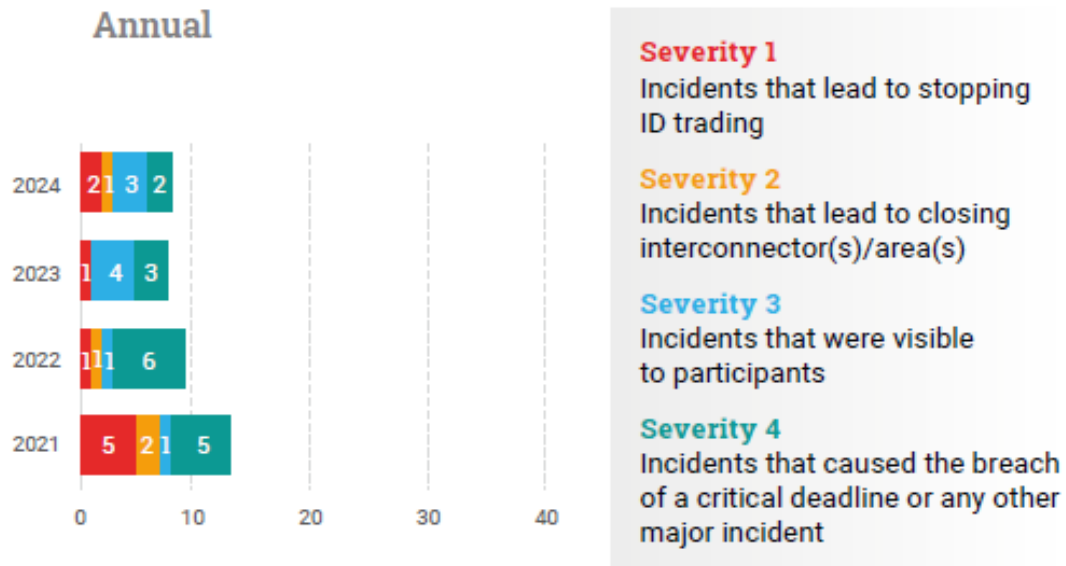 Annual
2024 2 1 3 2
2023 1 4 3
2022 1 1 1 6
2021 5 2 1 5
0 10 20 30 40
Severity 1
Incidents that lead to stopping
ID trading
Severity 2
Incidents that lead to closing
interconnector(s)/area(s)
Severity 3
Incidents that were visible
to participants
Severity 4
Incidents that caused the breach
of a critical deadline or any other
major incident